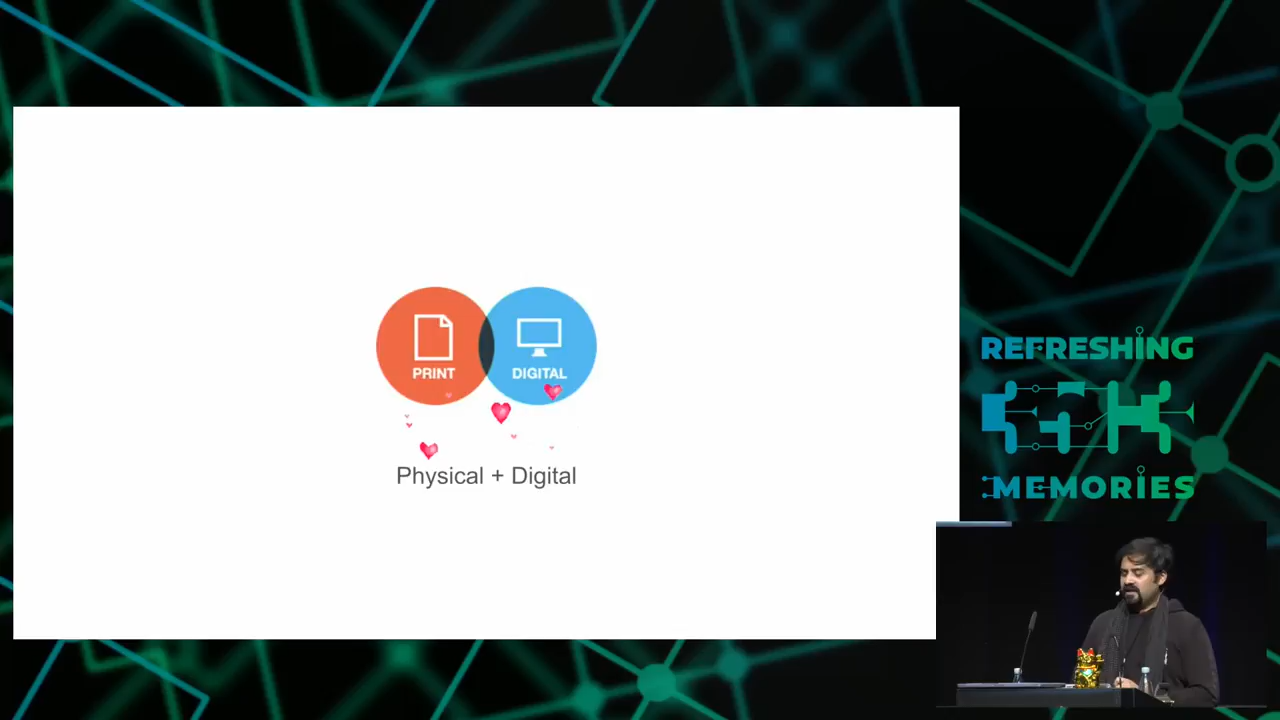 PRINT
DIGITAL
Physical + Digital
REFRESHING
MEMORIES